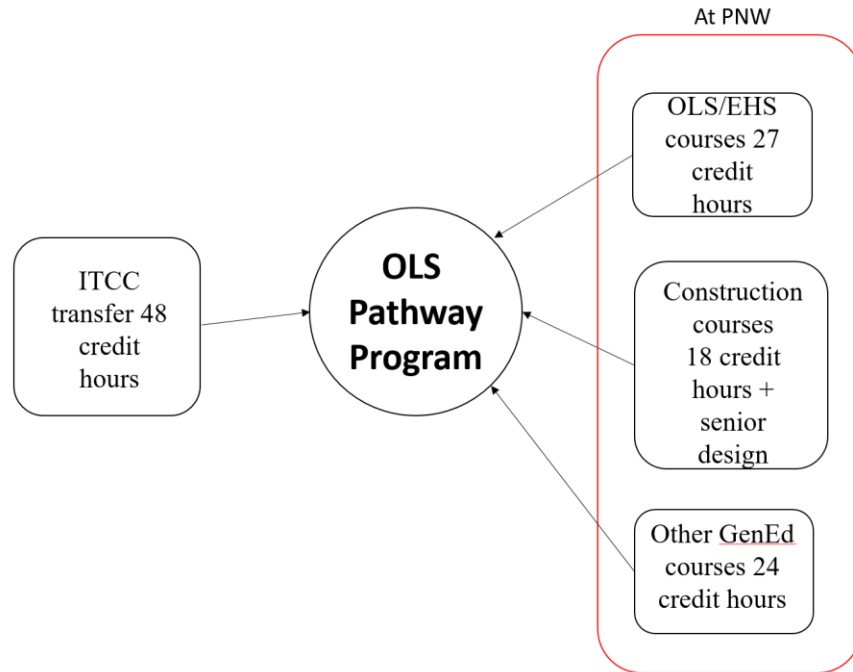 At PNW
OLS/EHS
courses 27
credit
hours
ITCC
transfer 48
credit
hours
OLS
Pathway
Program
Construction
courses
18 credit
hours +
senior
design
Other GenEd
courses 24
credit hours